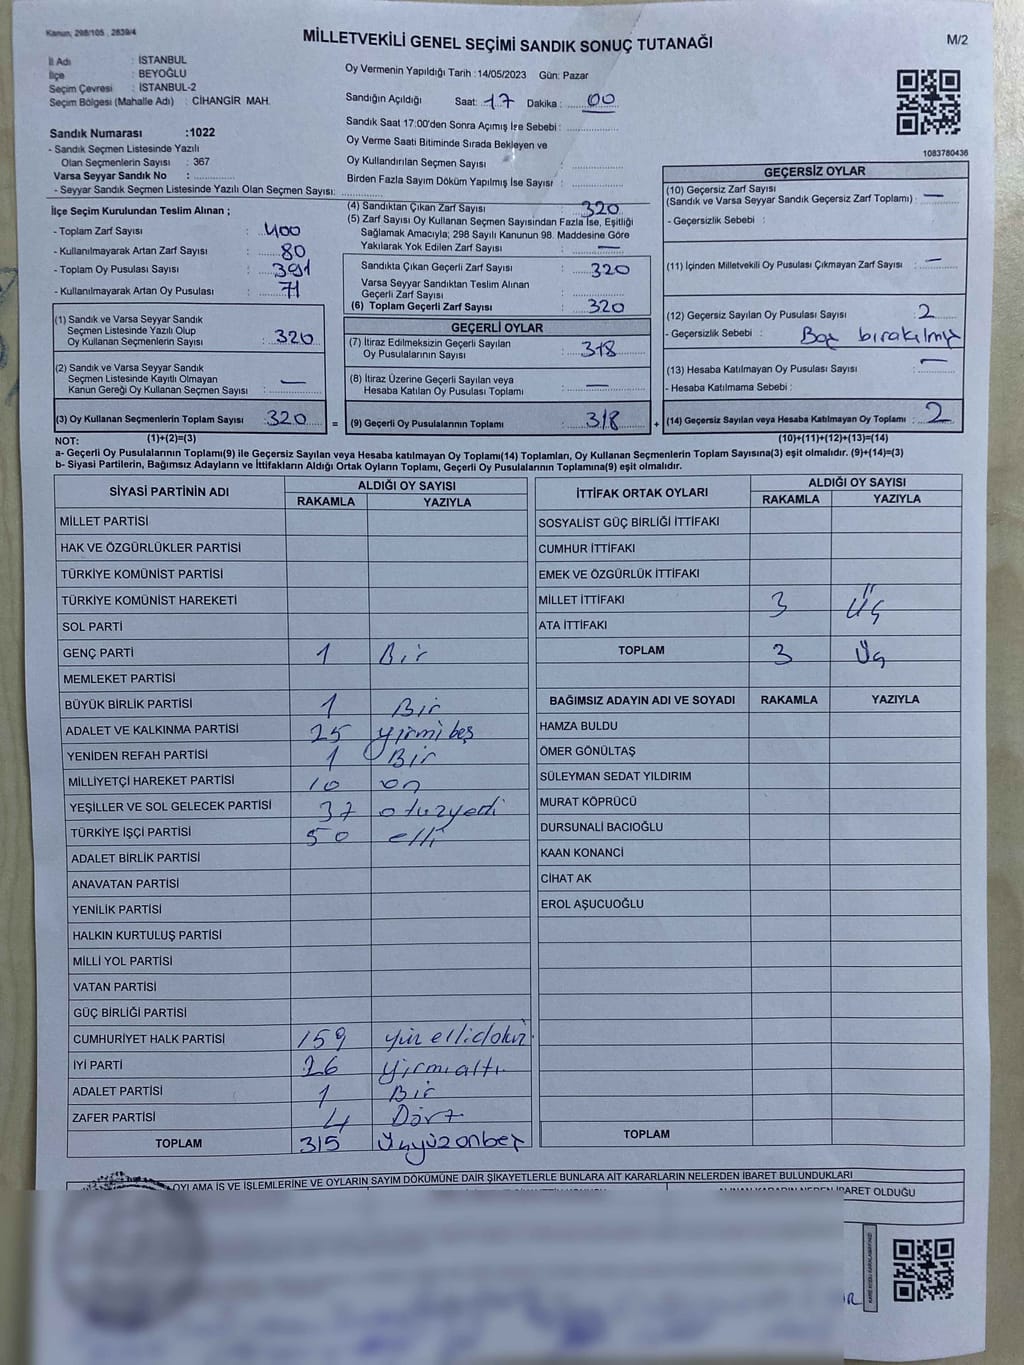 Kanun, 298/105 , 2839/4
MİLLETVEKİLİ GENEL SEÇİMİ SANDIK SONUÇ TUTANAĞI
M/2
İl Adı : İSTANBUL
İlçe : BEYOĞLU
Seçim Çevresi : İSTANBUL-2
Seçim Bölgesi (Mahalle Adı) : CİHANGİR MAH.
Sandık Numarası :1022
- Sandık Seçmen Listesinde Yazılı
Olan Seçmenlerin Sayısı : 367
Varsa Seyyar Sandık No :
- Seyyar Sandık Seçmen Listesinde Yazılı Olan Seçmen Sayısı:
Oy Vermenin Yapıldığı Tarih :14/05/2023 Gün: Pazar
Sandığın Açıldığı Saat: 17 Dakika : 00
Sandık Saat 17:00'den Sonra Açımış İse Sebebi :
Oy Verme Saati Bitiminde Sırada Bekleyen ve
Oy Kullandırılan Seçmen Sayısı :
Birden Fazla Sayım Döküm Yapılmış İse Sayısı :
1083780436
İlçe Seçim Kurulundan Teslim Alınan ;
- Toplam Zarf Sayısı : 400
- Kullanılmayarak Artan Zarf Sayısı : 80
- Toplam Oy Pusulası Sayısı : 391
- Kullanılmayarak Artan Oy Pusulası : 71
(1) Sandık ve Varsa Seyyar Sandık
Seçmen Listesinde Yazılı Olup
Oy Kullanan Seçmenlerin Sayısı : 320
(2) Sandık ve Varsa Seyyar Sandık
Seçmen Listesinde Kayıtlı Olmayan
Kanun Gereği Oy Kullanan Seçmen Sayısı : —
(3) Oy Kullanan Seçmenlerin Toplam Sayısı : 320
(4) Sandıktan Çıkan Zarf Sayısı : 320
(5) Zarf Sayısı Oy Kullanan Seçmen Sayısından Fazla İse, Eşitliği
Sağlamak Amacıyla; 298 Sayılı Kanunun 98. Maddesine Göre
Yakılarak Yok Edilen Zarf Sayısı : —
Sandıkta Çıkan Geçerli Zarf Sayısı : 320
Varsa Seyyar Sandıktan Teslim Alınan
Geçerli Zarf Sayısı :
(6) Toplam Geçerli Zarf Sayısı : 320
GEÇERLİ OYLAR
(7) İtiraz Edilmeksizin Geçerli Sayılan
Oy Pusulalarının Sayısı : 318
(8) İtiraz Üzerine Geçerli Sayılan veya
Hesaba Katılan Oy Pusulası Toplamı : —
= (9) Geçerli Oy Pusulalarının Toplamı : 318 +
GEÇERSİZ OYLAR
(10) Geçersiz Zarf Sayısı
(Sandık ve Varsa Seyyar Sandık Geçersiz Zarf Toplamı) : —
- Geçersizlik Sebebi :
(11) İçinden Milletvekili Oy Pusulası Çıkmayan Zarf Sayısı : —
(12) Geçersiz Sayılan Oy Pusulası Sayısı : 2
- Geçersizlik Sebebi : Boş bırakılmış
(13) Hesaba Katılmayan Oy Pusulası Sayısı : —
- Hesaba Katılmama Sebebi :
(14) Geçersiz Sayılan veya Hesaba Katılmayan Oy Toplamı : 2
NOT: (1)+(2)=(3)
(10)+(11)+(12)+(13)=(14)
a- Geçerli Oy Pusulalarının Toplamı(9) ile Geçersiz Sayılan veya Hesaba katılmayan Oy Toplamı(14) Toplamları, Oy Kullanan Seçmenlerin Toplam Sayısına(3) eşit olmalıdır. (9)+(14)=(3)
b- Siyasi Partilerin, Bağımsız Adayların ve İttifakların Aldığı Ortak Oyların Toplamı, Geçerli Oy Pusulalarının Toplamına(9) eşit olmalıdır.
SİYASİ PARTİNİN ADI ALDIĞI OY SAYISI
RAKAMLA YAZIYLA
MİLLET PARTİSİ
HAK VE ÖZGÜRLÜKLER PARTİSİ
TÜRKİYE KOMÜNİST PARTİSİ
TÜRKİYE KOMÜNİST HAREKETİ
SOL PARTİ
GENÇ PARTİ 1 Bir
MEMLEKET PARTİSİ
BÜYÜK BİRLİK PARTİSİ 1 Bir
ADALET VE KALKINMA PARTİSİ 25 yirmi beş
YENİDEN REFAH PARTİSİ 1 Bir
MİLLİYETÇİ HAREKET PARTİSİ 10 on
YEŞİLLER VE SOL GELECEK PARTİSİ 37 otuzyedi
TÜRKİYE İŞÇİ PARTİSİ 50 elli
ADALET BİRLİK PARTİSİ
ANAVATAN PARTİSİ
YENİLİK PARTİSİ
HALKIN KURTULUŞ PARTİSİ
MİLLİ YOL PARTİSİ
VATAN PARTİSİ
GÜÇ BİRLİĞİ PARTİSİ
CUMHURİYET HALK PARTİSİ 159 yüz ellidokuz
İYİ PARTİ 26 yirmialtı
ADALET PARTİSİ 1 Bir
ZAFER PARTİSİ 4 Dört
TOPLAM 315 Üçyüzonbeş
İTTİFAK ORTAK OYLARI ALDIĞI OY SAYISI
RAKAMLA YAZIYLA
SOSYALİST GÜÇ BİRLİĞİ İTTİFAKI
CUMHUR İTTİFAKI
EMEK VE ÖZGÜRLÜK İTTİFAKI
MİLLET İTTİFAKI 3 Üç
ATA İTTİFAKI
TOPLAM 3 Üç
BAĞIMSIZ ADAYIN ADI VE SOYADI RAKAMLA YAZIYLA
HAMZA BULDU
ÖMER GÖNÜLTAŞ
SÜLEYMAN SEDAT YILDIRIM
MURAT KÖPRÜCÜ
DURSUNALİ BACIOĞLU
KAAN KONANCİ
CİHAT AK
EROL AŞUCUOĞLU
TOPLAM
OYLAMA İŞ VE İŞLEMLERİNE VE OYLARIN SAYIM DÖKÜMÜNE DAİR ŞİKAYETLERLE BUNLARA AİT KARARLARIN NELERDEN İBARET BULUNDUKLARI
ALINAN KARARIN NEDEN İBARET OLDUĞU